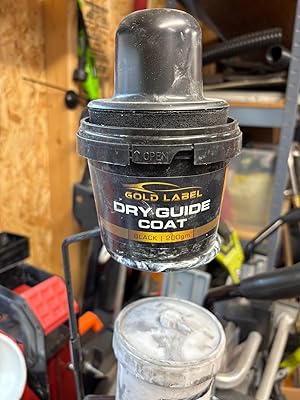 OPEN
GOLD LABEL
DRY GUIDE
COAT
BLACK | 200gm